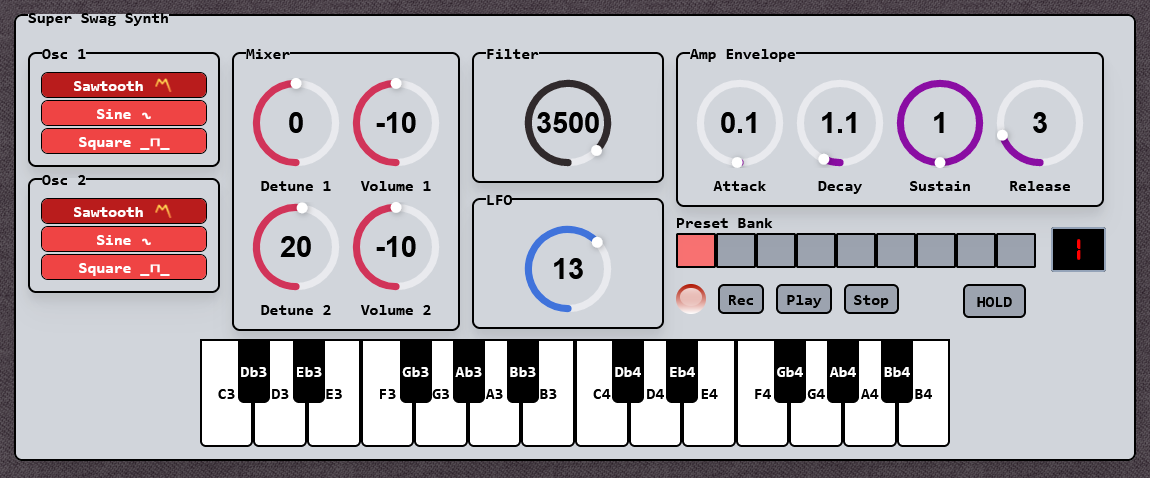 Super Swag Synth
Osc 1
Sawtooth
Sine ∿
Square _⊓_
Osc 2
Sawtooth
Sine ∿
Square _⊓_
Mixer
0 -10
Detune 1 Volume 1
20 -10
Detune 2 Volume 2
Filter
3500
LFO
13
Amp Envelope
0.1 1.1 1 3
Attack Decay Sustain Release
Preset Bank
1
Rec Play Stop HOLD
Db3 Eb3 Gb3 Ab3 Bb3 Db4 Eb4 Gb4 Ab4 Bb4
C3 D3 E3 F3 G3 A3 B3 C4 D4 E4 F4 G4 A4 B4